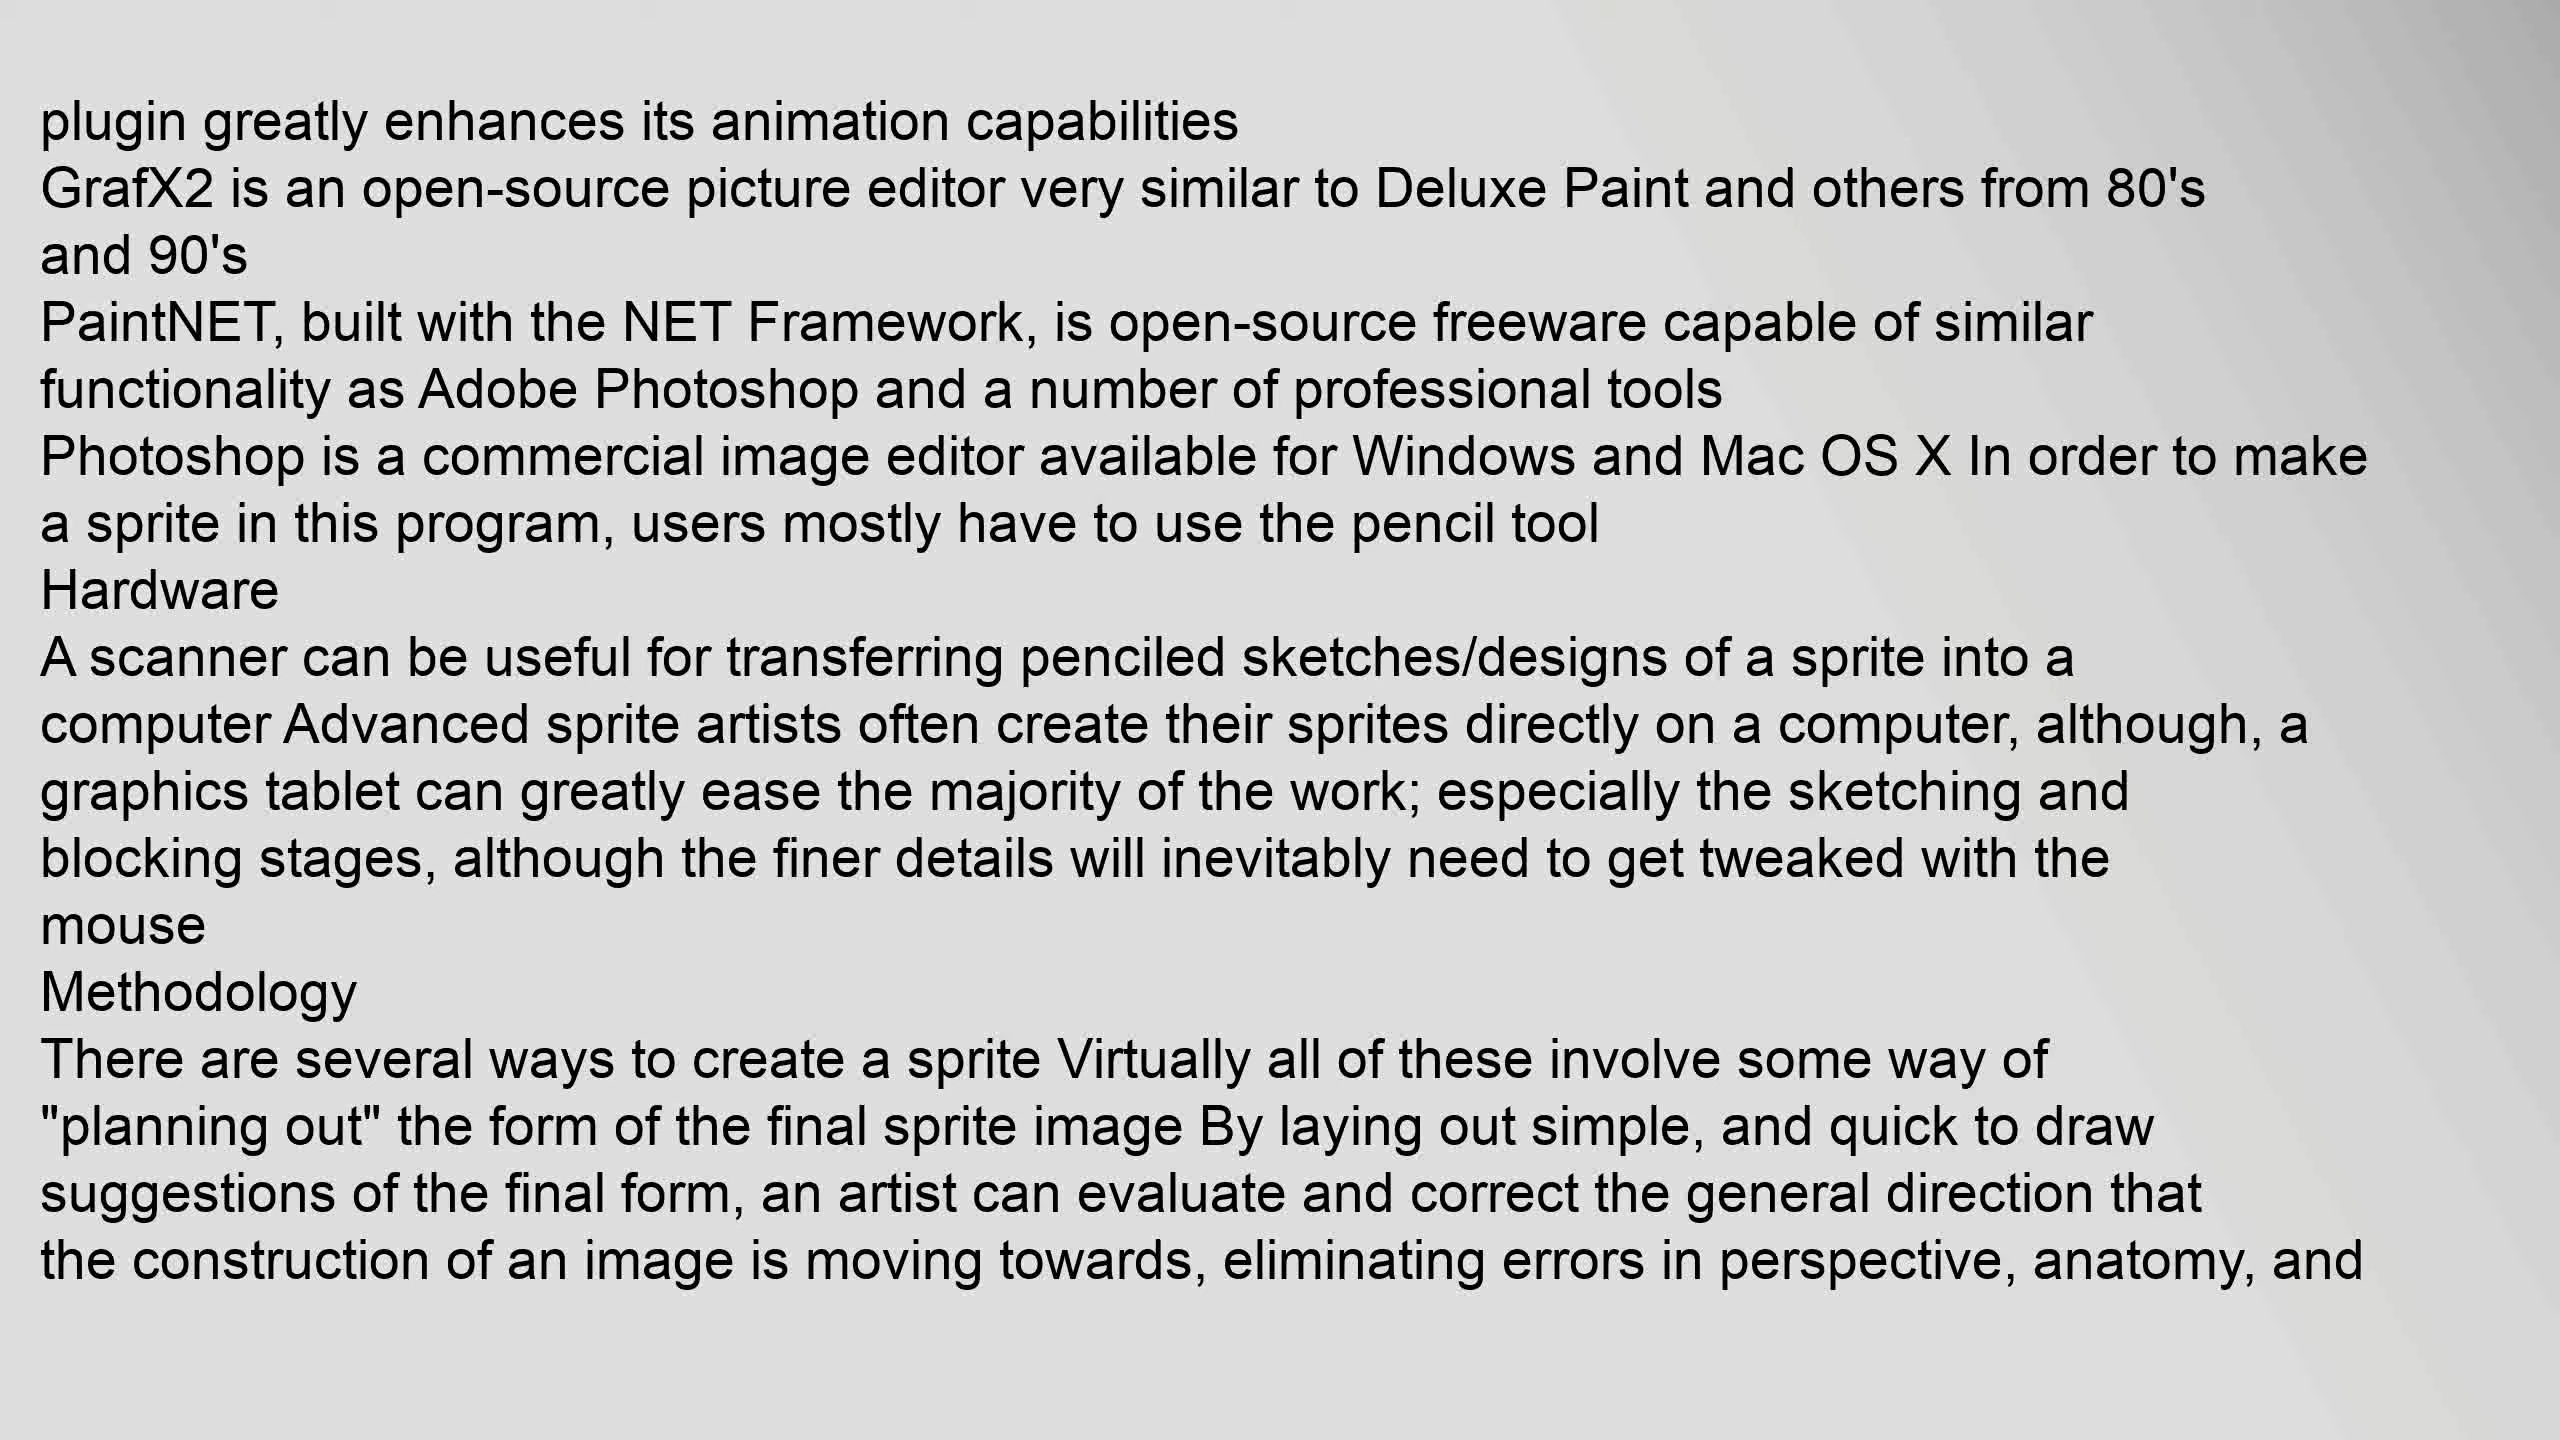 plugin greatly enhances its animation capabilities
GrafX2 is an open-source picture editor very similar to Deluxe Paint and others from 80's
and 90's
PaintNET, built with the NET Framework, is open-source freeware capable of similar
functionality as Adobe Photoshop and a number of professional tools
Photoshop is a commercial image editor available for Windows and Mac OS X In order to make
a sprite in this program, users mostly have to use the pencil tool
Hardware
A scanner can be useful for transferring penciled sketches/designs of a sprite into a
computer Advanced sprite artists often create their sprites directly on a computer, although, a
graphics tablet can greatly ease the majority of the work; especially the sketching and
blocking stages, although the finer details will inevitably need to get tweaked with the
mouse
Methodology
There are several ways to create a sprite Virtually all of these involve some way of
"planning out" the form of the final sprite image By laying out simple, and quick to draw
suggestions of the final form, an artist can evaluate and correct the general direction that
the construction of an image is moving towards, eliminating errors in perspective, anatomy, and